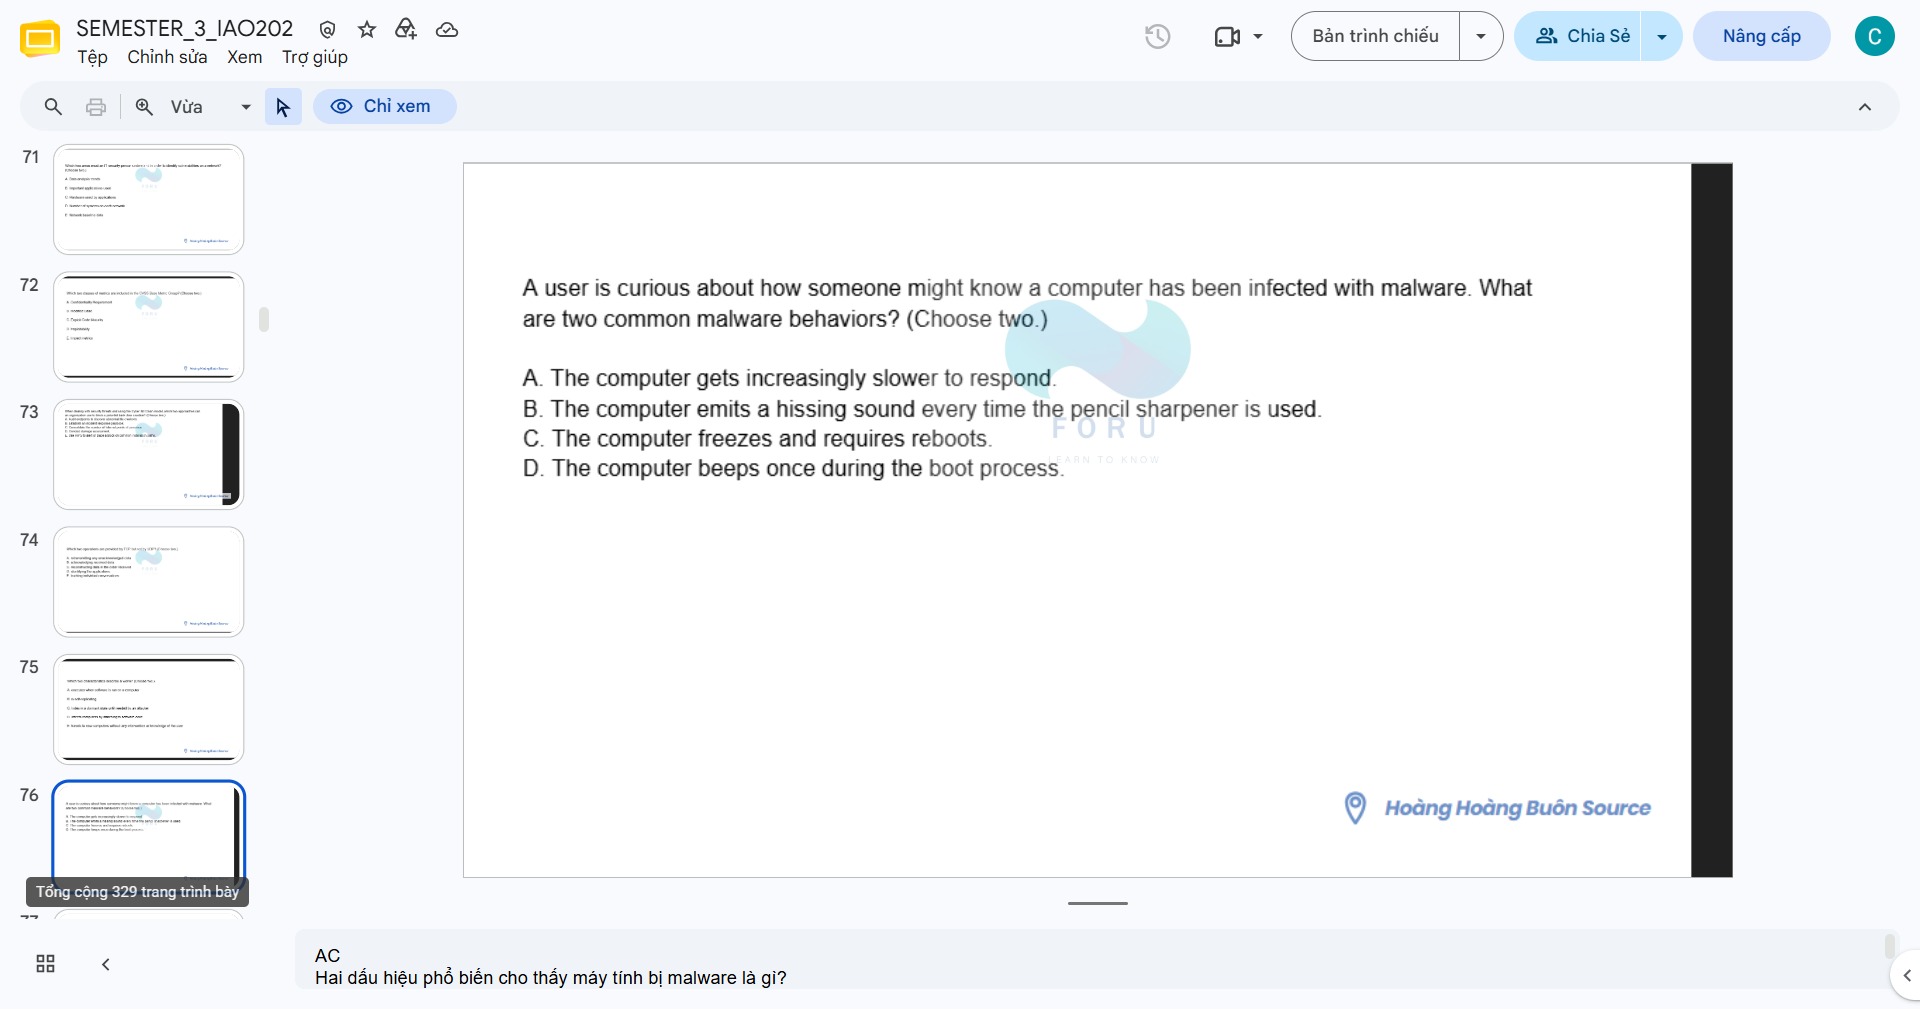 SEMESTER_3_IAO202
Tệp Chỉnh sửa Xem Trợ giúp
Bản trình chiếu
Chia Sẻ
Nâng cấp
C
Vừa
Chỉ xem
71
72
73
74
75
76
Tổng cộng 329 trang trình bày
A user is curious about how someone might know a computer has been infected with malware. What
are two common malware behaviors? (Choose two.)
A. The computer gets increasingly slower to respond.
B. The computer emits a hissing sound every time the pencil sharpener is used.
C. The computer freezes and requires reboots.
D. The computer beeps once during the boot process.
FORU
LEARN TO KNOW
Hoàng Hoàng Buôn Source
AC
Hai dấu hiệu phổ biến cho thấy máy tính bị malware là gì?